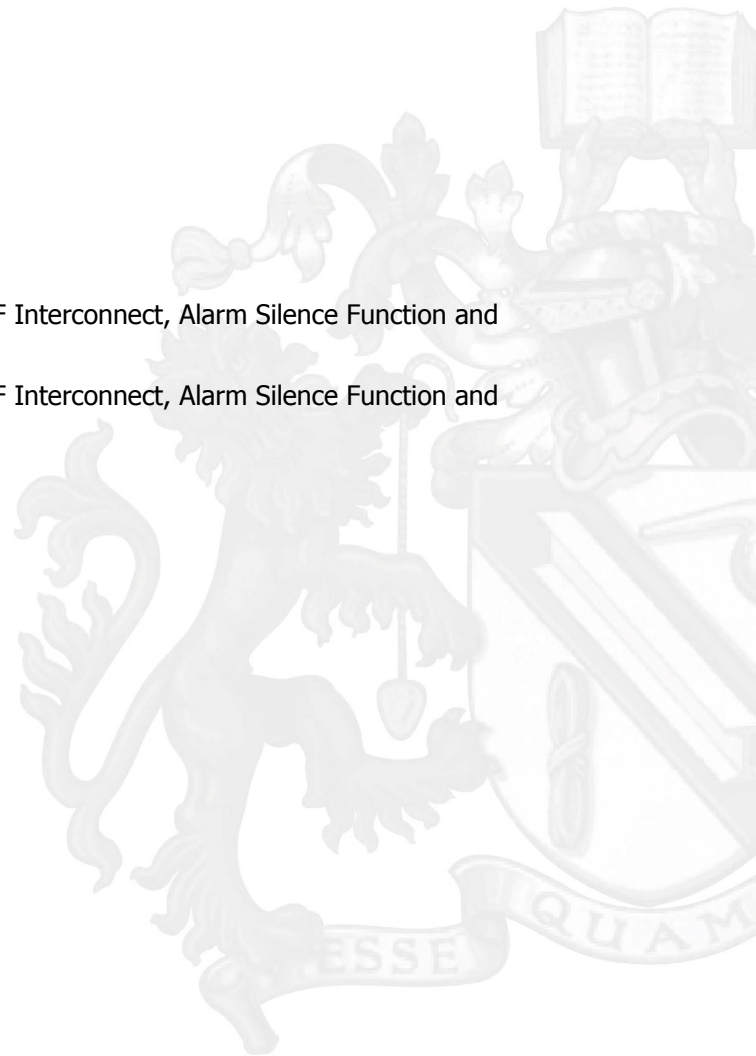 F Interconnect, Alarm Silence Function and
F Interconnect, Alarm Silence Function and
ESSE
QUAM